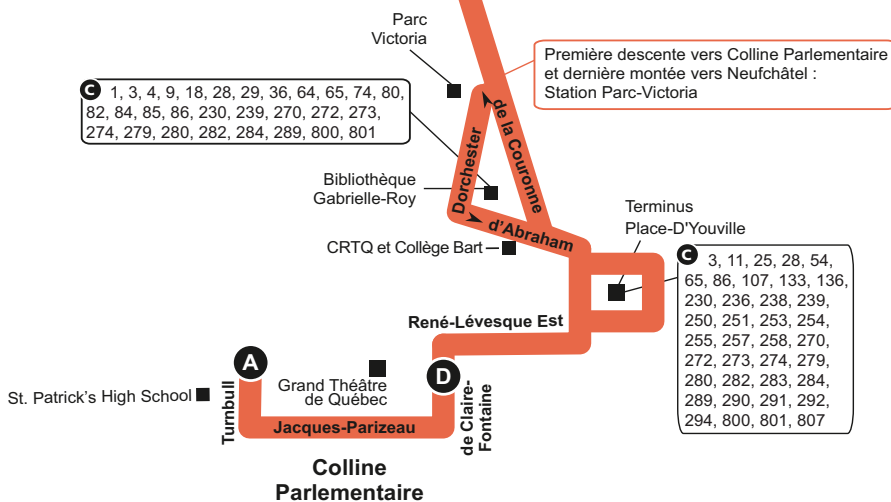 Parc
Victoria
Première descente vers Colline Parlementaire
et dernière montée vers Neufchâtel :
Station Parc-Victoria
C 1, 3, 4, 9, 18, 28, 29, 36, 64, 65, 74, 80,
82, 84, 85, 86, 230, 239, 270, 272, 273,
274, 279, 280, 282, 284, 289, 800, 801
de la Couronne
Dorchester
Bibliothèque
Gabrielle-Roy
d'Abraham
CRTQ et Collège Bart
Terminus
Place-D'Youville
C 3, 11, 25, 28, 54,
65, 86, 107, 133, 136,
230, 236, 238, 239,
250, 251, 253, 254,
255, 257, 258, 270,
272, 273, 274, 279,
280, 282, 283, 284,
289, 290, 291, 292,
294, 800, 801, 807
René-Lévesque Est
A
D
St. Patrick's High School
Turnbull
Grand Théâtre
de Québec
de Claire-
Fontaine
Jacques-Parizeau
Colline
Parlementaire